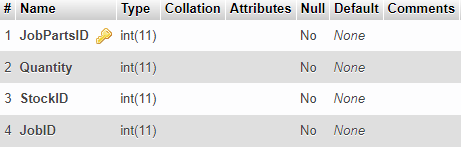 # Name Type Collation Attributes Null Default Comments
1 JobPartsID int(11) No None
2 Quantity int(11) No None
3 StockID int(11) No None
4 JobID int(11) No None